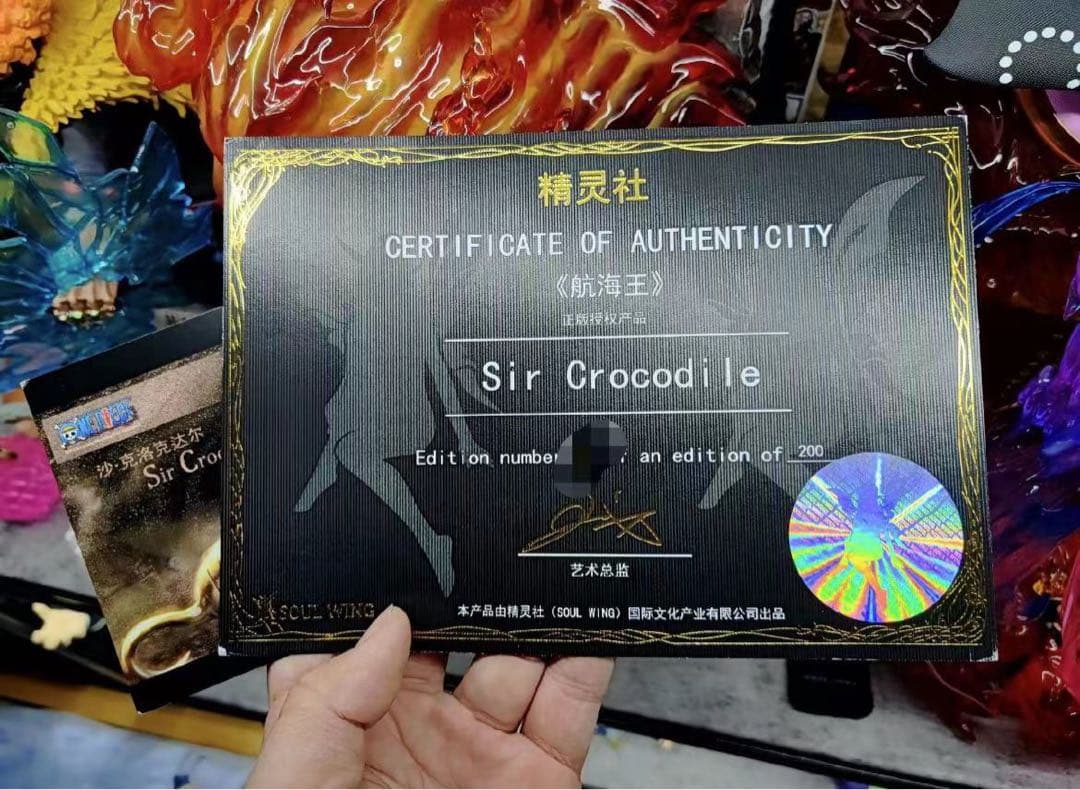 精灵社
CERTIFICATE OF AUTHENTICITY
《航海王》
正版授权产品
Sir Crocodile
Edition number an edition of 200
艺术总监
SOUL WING
本产品由精灵社（SOUL WING）国际文化产业有限公司出品
ONE PIECE
沙·克洛克达尔
Sir Croc